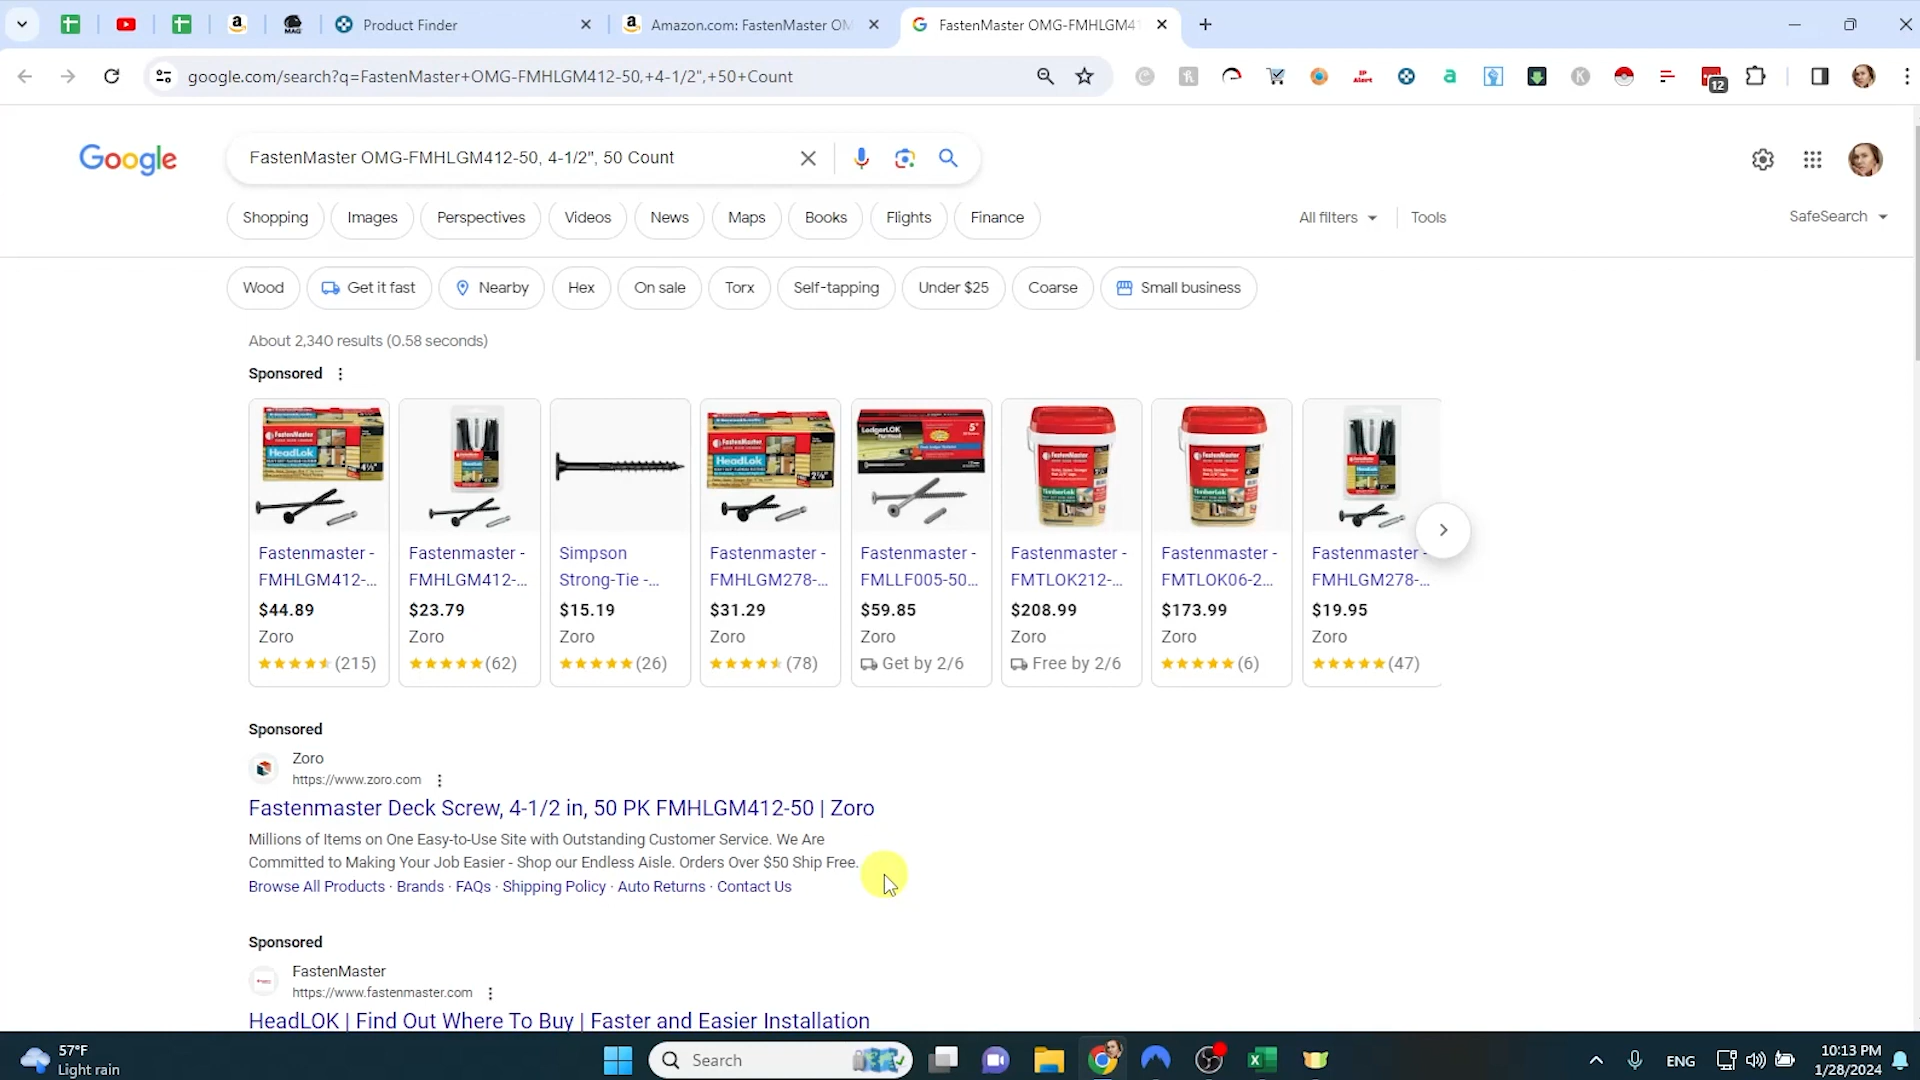 Product Finder
Amazon.com: FastenMaster OM
FastenMaster OMG-FMHLGM41
google.com/search?q=FastenMaster+OMG-FMHLGM412-50,+4-1/2",+50+Count
IP
Alert
12
Google
FastenMaster OMG-FMHLGM412-50, 4-1/2", 50 Count
Shopping
Images
Perspectives
Videos
News
Maps
Books
Flights
Finance
All filters
Tools
SafeSearch
Wood
Get it fast
Nearby
Hex
On sale
Torx
Self-tapping
Under $25
Coarse
Small business
About 2,340 results (0.58 seconds)
Sponsored
Fastenmaster -
FMHLGM412-...
$44.89
Zoro
(215)
Fastenmaster -
FMHLGM412-...
$23.79
Zoro
(62)
Simpson
Strong-Tie -...
$15.19
Zoro
(26)
Fastenmaster -
FMHLGM278-...
$31.29
Zoro
(78)
Fastenmaster -
FMLLF005-50...
$59.85
Zoro
Get by 2/6
Fastenmaster -
FMTLOK212-...
$208.99
Zoro
Free by 2/6
Fastenmaster -
FMTLOK06-2...
$173.99
Zoro
(6)
Fastenmaster -
FMHLGM278-...
$19.95
Zoro
(47)
Sponsored
Zoro
https://www.zoro.com
Fastenmaster Deck Screw, 4-1/2 in, 50 PK FMHLGM412-50 | Zoro
Millions of Items on One Easy-to-Use Site with Outstanding Customer Service. We Are
Committed to Making Your Job Easier - Shop our Endless Aisle. Orders Over $50 Ship Free.
Browse All Products · Brands · FAQs · Shipping Policy · Auto Returns · Contact Us
Sponsored
FastenMaster
https://www.fastenmaster.com
HeadLOK | Find Out Where To Buy | Faster and Easier Installation
57°F
Light rain
Search
ENG
10:13 PM
1/28/2024